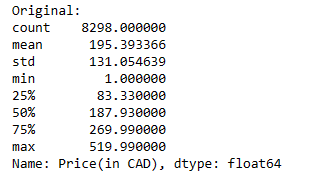 Original:
count    8298.000000
mean      195.393366
std       131.054639
min         1.000000
25%        83.330000
50%       187.930000
75%       269.990000
max       519.990000
Name: Price(in CAD), dtype: float64